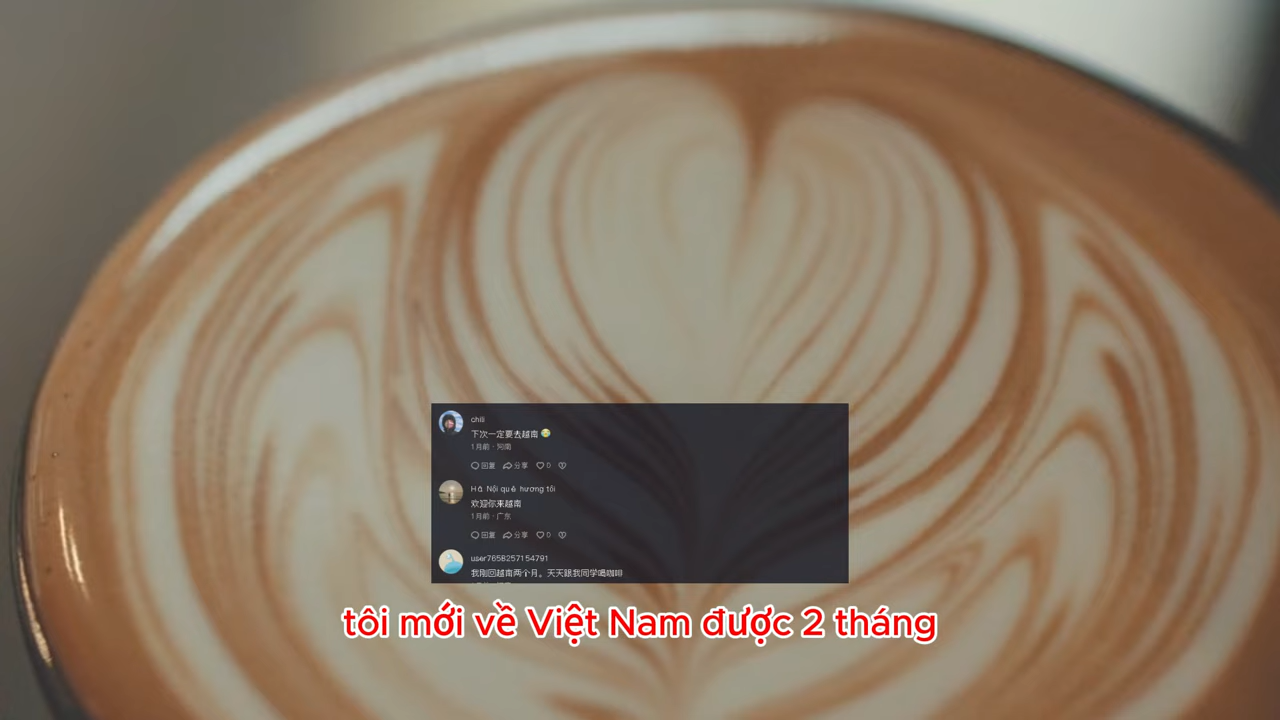 chili
下次一定要去越南
1月前 · 河南
回复 分享 0
Hà Nội quê hương tôi
欢迎你来越南
1月前 · 广东
回复 分享 0
user7658257154791
我刚回越南两个月。天天跟我同学喝咖啡
tôi mới về Việt Nam được 2 tháng